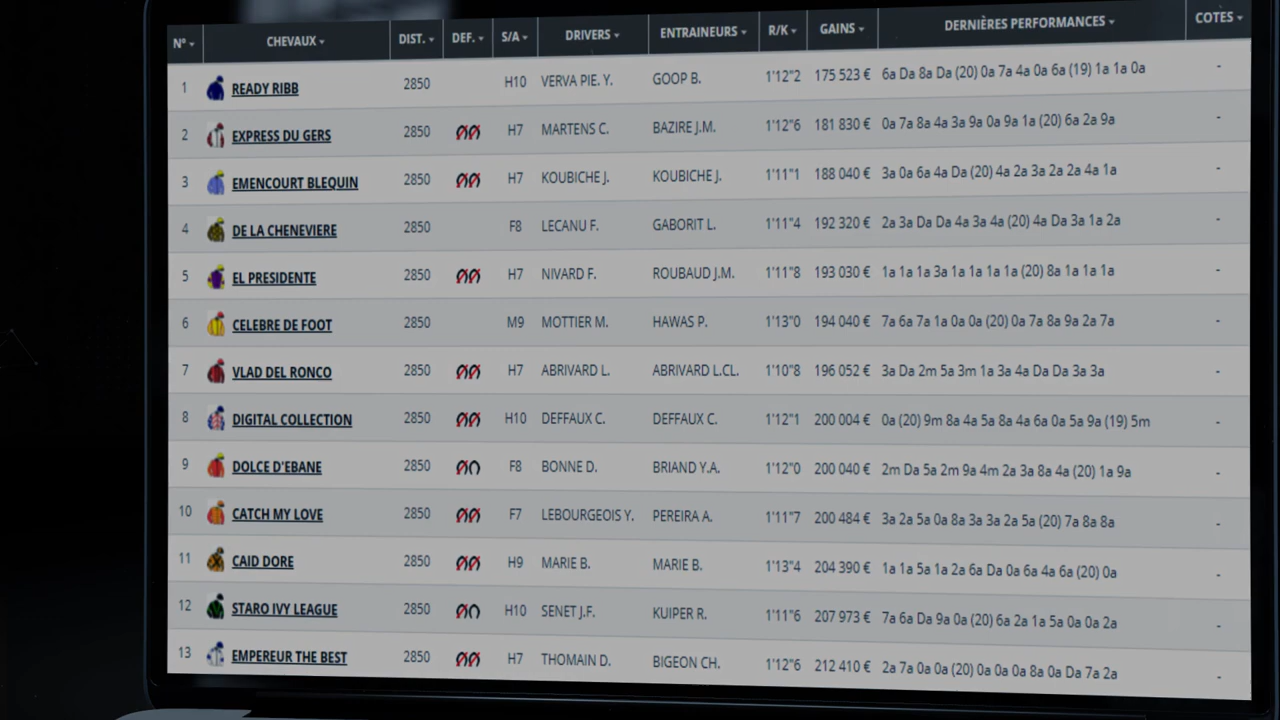 N° CHEVAUX DIST. DEF. S/A DRIVERS ENTRAINEURS R/K GAINS DERNIÈRES PERFORMANCES COTES
1 READY RIBB 2850 H10 VERVA PIE. Y. GOOP B. 1'12"2 175 523 € 6a Da 8a Da (20) 0a 7a 4a 0a 6a (19) 1a 1a 0a -
2 EXPRESS DU GERS 2850 H7 MARTENS C. BAZIRE J.M. 1'12"6 181 830 € 0a 7a 8a 4a 3a 9a 0a 9a 1a (20) 6a 2a 9a -
3 EMENCOURT BLEQUIN 2850 H7 KOUBICHE J. KOUBICHE J. 1'11"1 188 040 € 3a 0a 6a 4a Da (20) 4a 2a 3a 2a 2a 4a 1a -
4 DE LA CHENEVIERE 2850 F8 LECANU F. GABORIT L. 1'11"4 192 320 € 2a 3a Da Da 4a 3a 4a (20) 4a Da 3a 1a 2a -
5 EL PRESIDENTE 2850 H7 NIVARD F. ROUBAUD J.M. 1'11"8 193 030 € 1a 1a 1a 3a 1a 1a 1a 1a (20) 8a 1a 1a 1a -
6 CELEBRE DE FOOT 2850 M9 MOTTIER M. HAWAS P. 1'13"0 194 040 € 7a 6a 7a 1a 0a 0a (20) 0a 7a 8a 9a 2a 7a -
7 VLAD DEL RONCO 2850 H7 ABRIVARD L. ABRIVARD L.CL. 1'10"8 196 052 € 3a Da 2m 5a 3m 1a 3a 4a Da Da 3a 3a -
8 DIGITAL COLLECTION 2850 H10 DEFFAUX C. DEFFAUX C. 1'12"1 200 004 € 0a (20) 9m 8a 4a 5a 8a 4a 6a 0a 5a 9a (19) 5m -
9 DOLCE D'EBANE 2850 F8 BONNE D. BRIAND Y.A. 1'12"0 200 040 € 2m Da 5a 2m 9a 4m 2a 3a 8a 4a (20) 1a 9a -
10 CATCH MY LOVE 2850 F7 LEBOURGEOIS Y. PEREIRA A. 1'11"7 200 484 € 3a 2a 5a 0a 8a 3a 3a 2a 5a (20) 7a 8a 8a -
11 CAID DORE 2850 H9 MARIE B. MARIE B. 1'13"4 204 390 € 1a 1a 5a 1a 2a 6a Da 0a 6a 4a 6a (20) 0a -
12 STARO IVY LEAGUE 2850 H10 SENET J.F. KUIPER R. 1'11"6 207 973 € 7a 6a Da 9a 0a (20) 6a 2a 1a 5a 0a 0a 2a -
13 EMPEREUR THE BEST 2850 H7 THOMAIN D. BIGEON CH. 1'12"6 212 410 € 2a 7a 0a 0a (20) 0a 0a 0a 8a 0a Da 7a 2a -